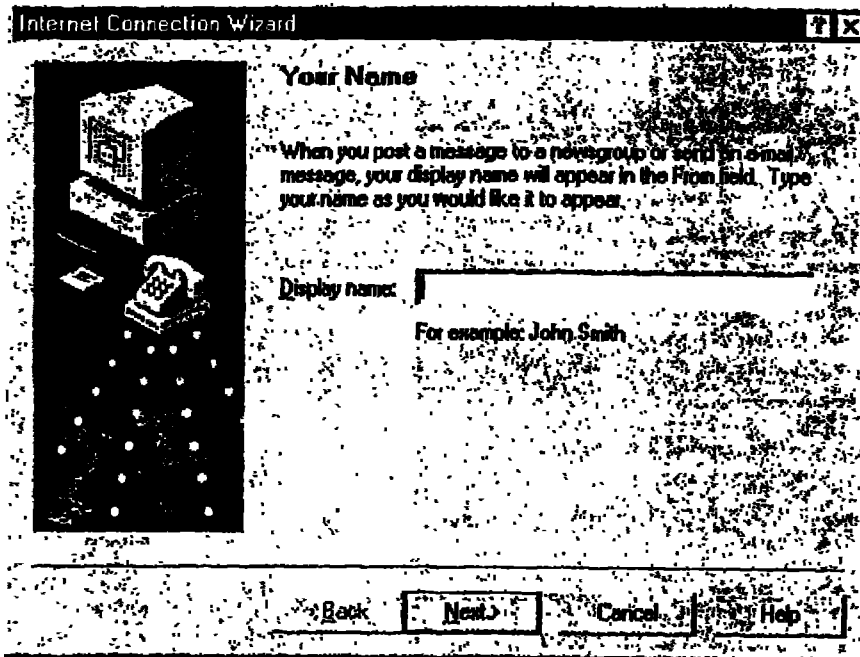 Internet Connection Wizard
Your Name
When you post a message to a newsgroup or send an e-mail
message, your display name will appear in the From field. Type
your name as you would like it to appear.
Display name:
For example: John Smith
Back Next > Cancel Help